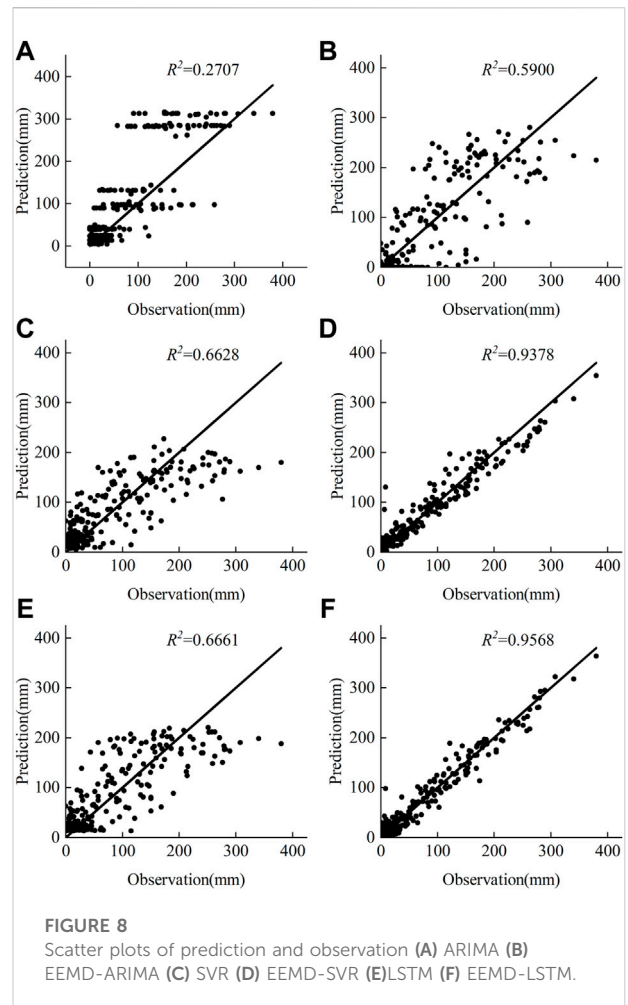 A
R²=0.2707
Prediction(mm)
400
300
200
100
0
0 100 200 300 400
Observation(mm)
B
R²=0.5900
Prediction(mm)
400
300
200
100
0
0 100 200 300 400
Observation(mm)
C
R²=0.6628
Prediction(mm)
400
300
200
100
0
0 100 200 300 400
Observation(mm)
D
R²=0.9378
Prediction(mm)
400
300
200
100
0
0 100 200 300 400
Observation(mm)
E
R²=0.6661
Prediction(mm)
400
300
200
100
0
0 100 200 300 400
Observation(mm)
F
R²=0.9568
Prediction(mm)
400
300
200
100
0
0 100 200 300 400
Observation(mm)
FIGURE 8
Scatter plots of prediction and observation (A) ARIMA (B)
EEMD-ARIMA (C) SVR (D) EEMD-SVR (E)LSTM (F) EEMD-LSTM.